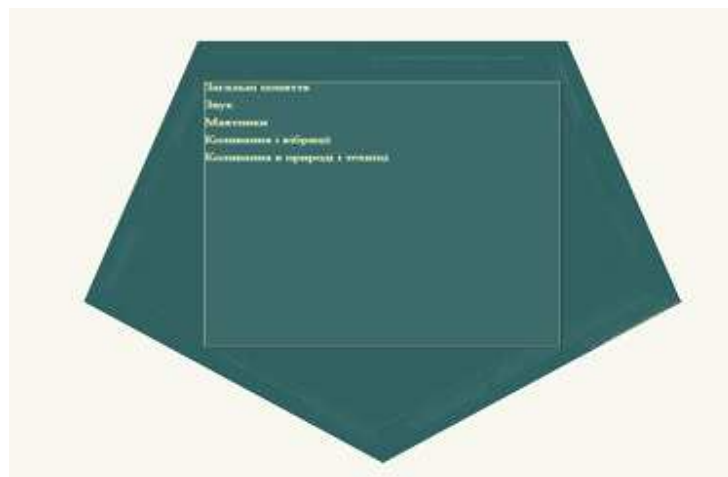 Загальні поняття
Звук
Маятники
Коливання і вібрації
Коливання в природі і техніці